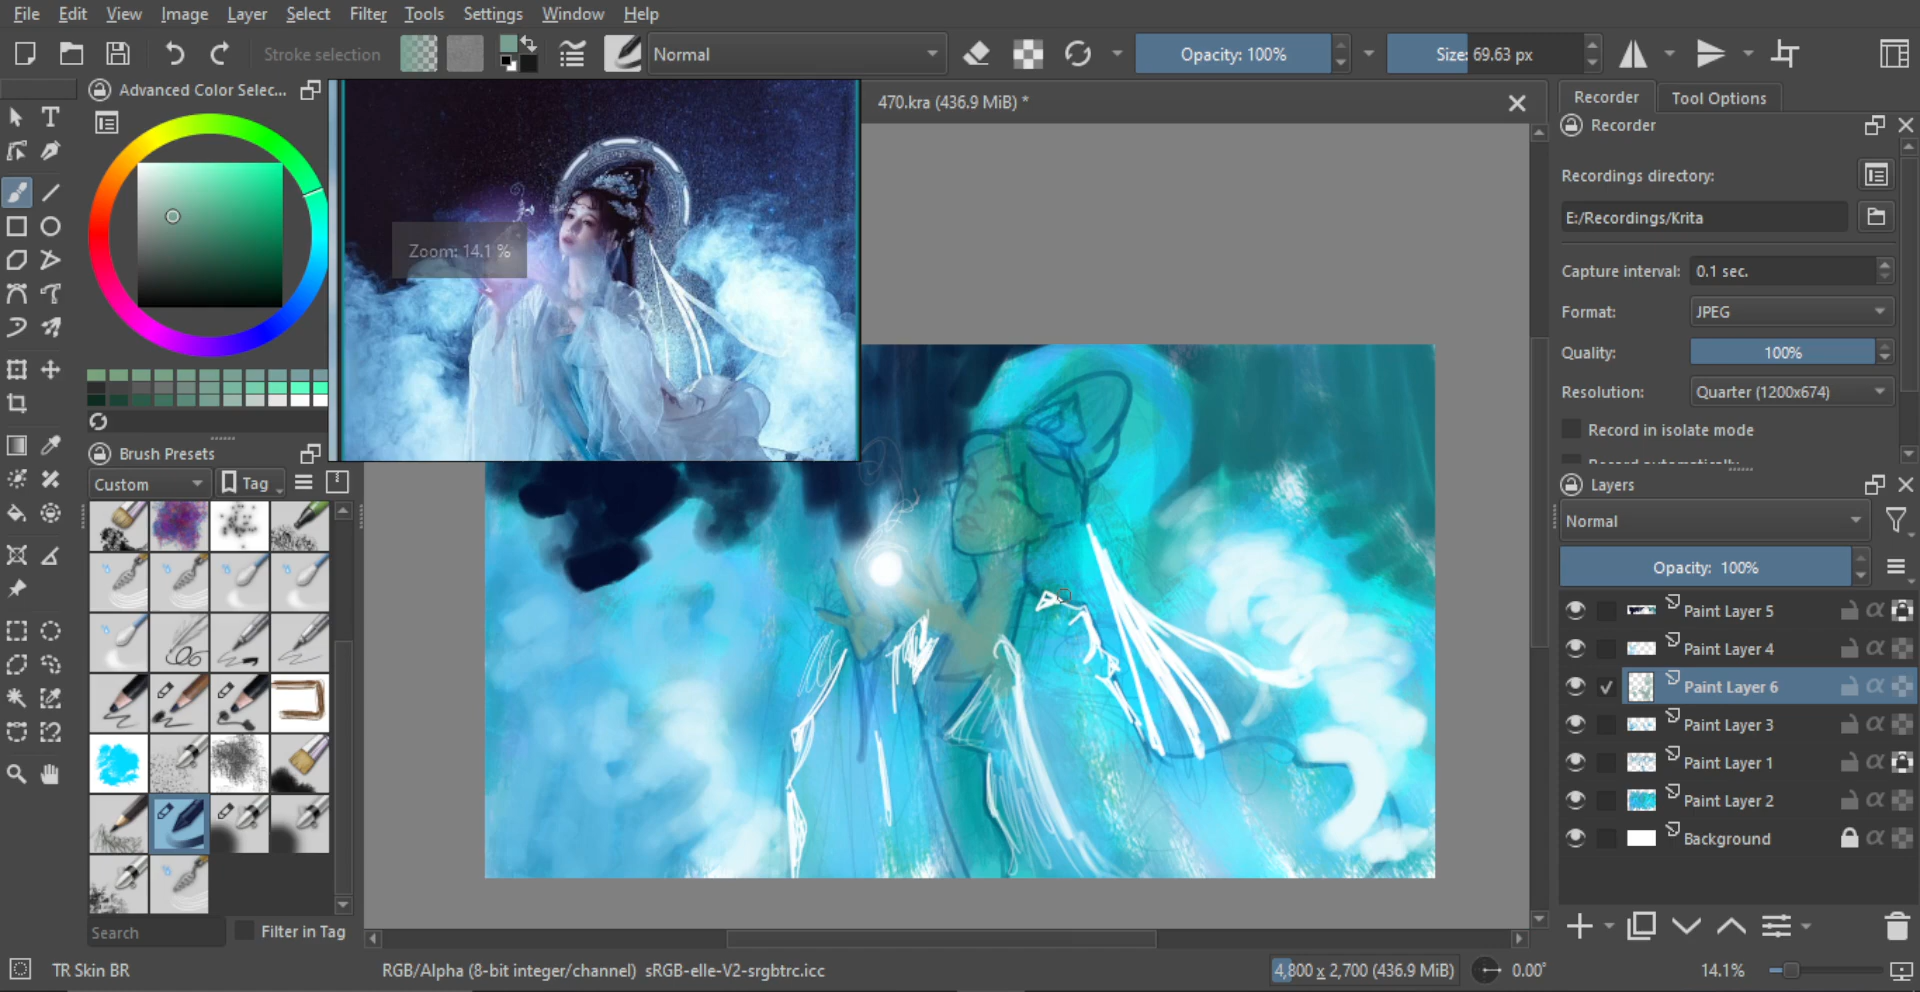 File Edit View Image Layer Select Filter Tools Settings Window Help
Stroke selection
Normal
Opacity: 100%
Size: 69.63 px
Advanced Color Selec...
470.kra (436.9 MiB) *
Recorder
Tool Options
Recorder
Recordings directory:
E:/Recordings/Krita
Zoom: 14.1 %
Capture interval: 0.1 sec.
Format: JPEG
Quality: 100%
Resolution: Quarter (1200x674)
Record in isolate mode
Record automatically
Brush Presets
Custom
Tag
Layers
Normal
Opacity: 100%
Paint Layer 5
Paint Layer 4
Paint Layer 6
Paint Layer 3
Paint Layer 1
Paint Layer 2
Background
Search
Filter in Tag
TR Skin BR
RGB/Alpha (8-bit integer/channel) sRGB-elle-V2-srgbtrc.icc
4,800 x 2,700 (436.9 MiB)
0.00°
14.1%